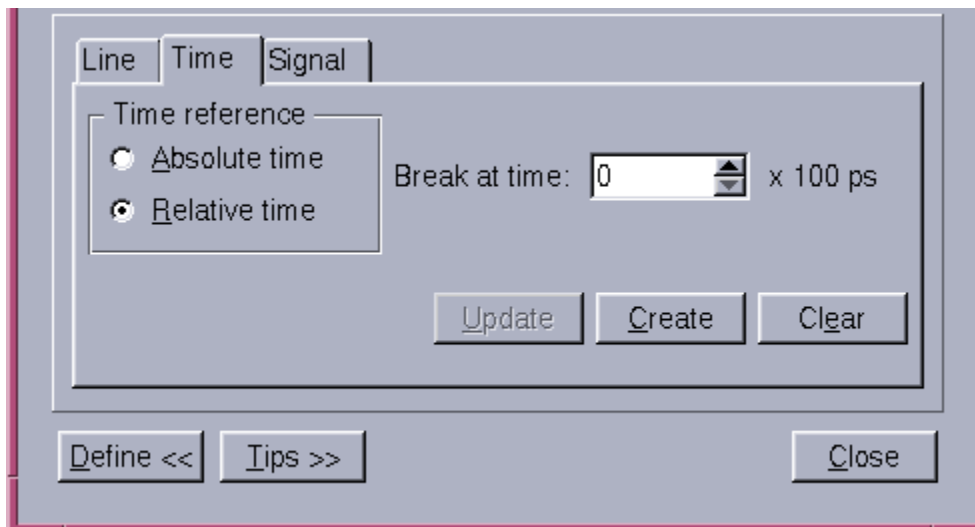 Line Time Signal
Time reference
Absolute time
Relative time
Break at time: 0 x 100 ps
Update Create Clear
Define << Tips >> Close